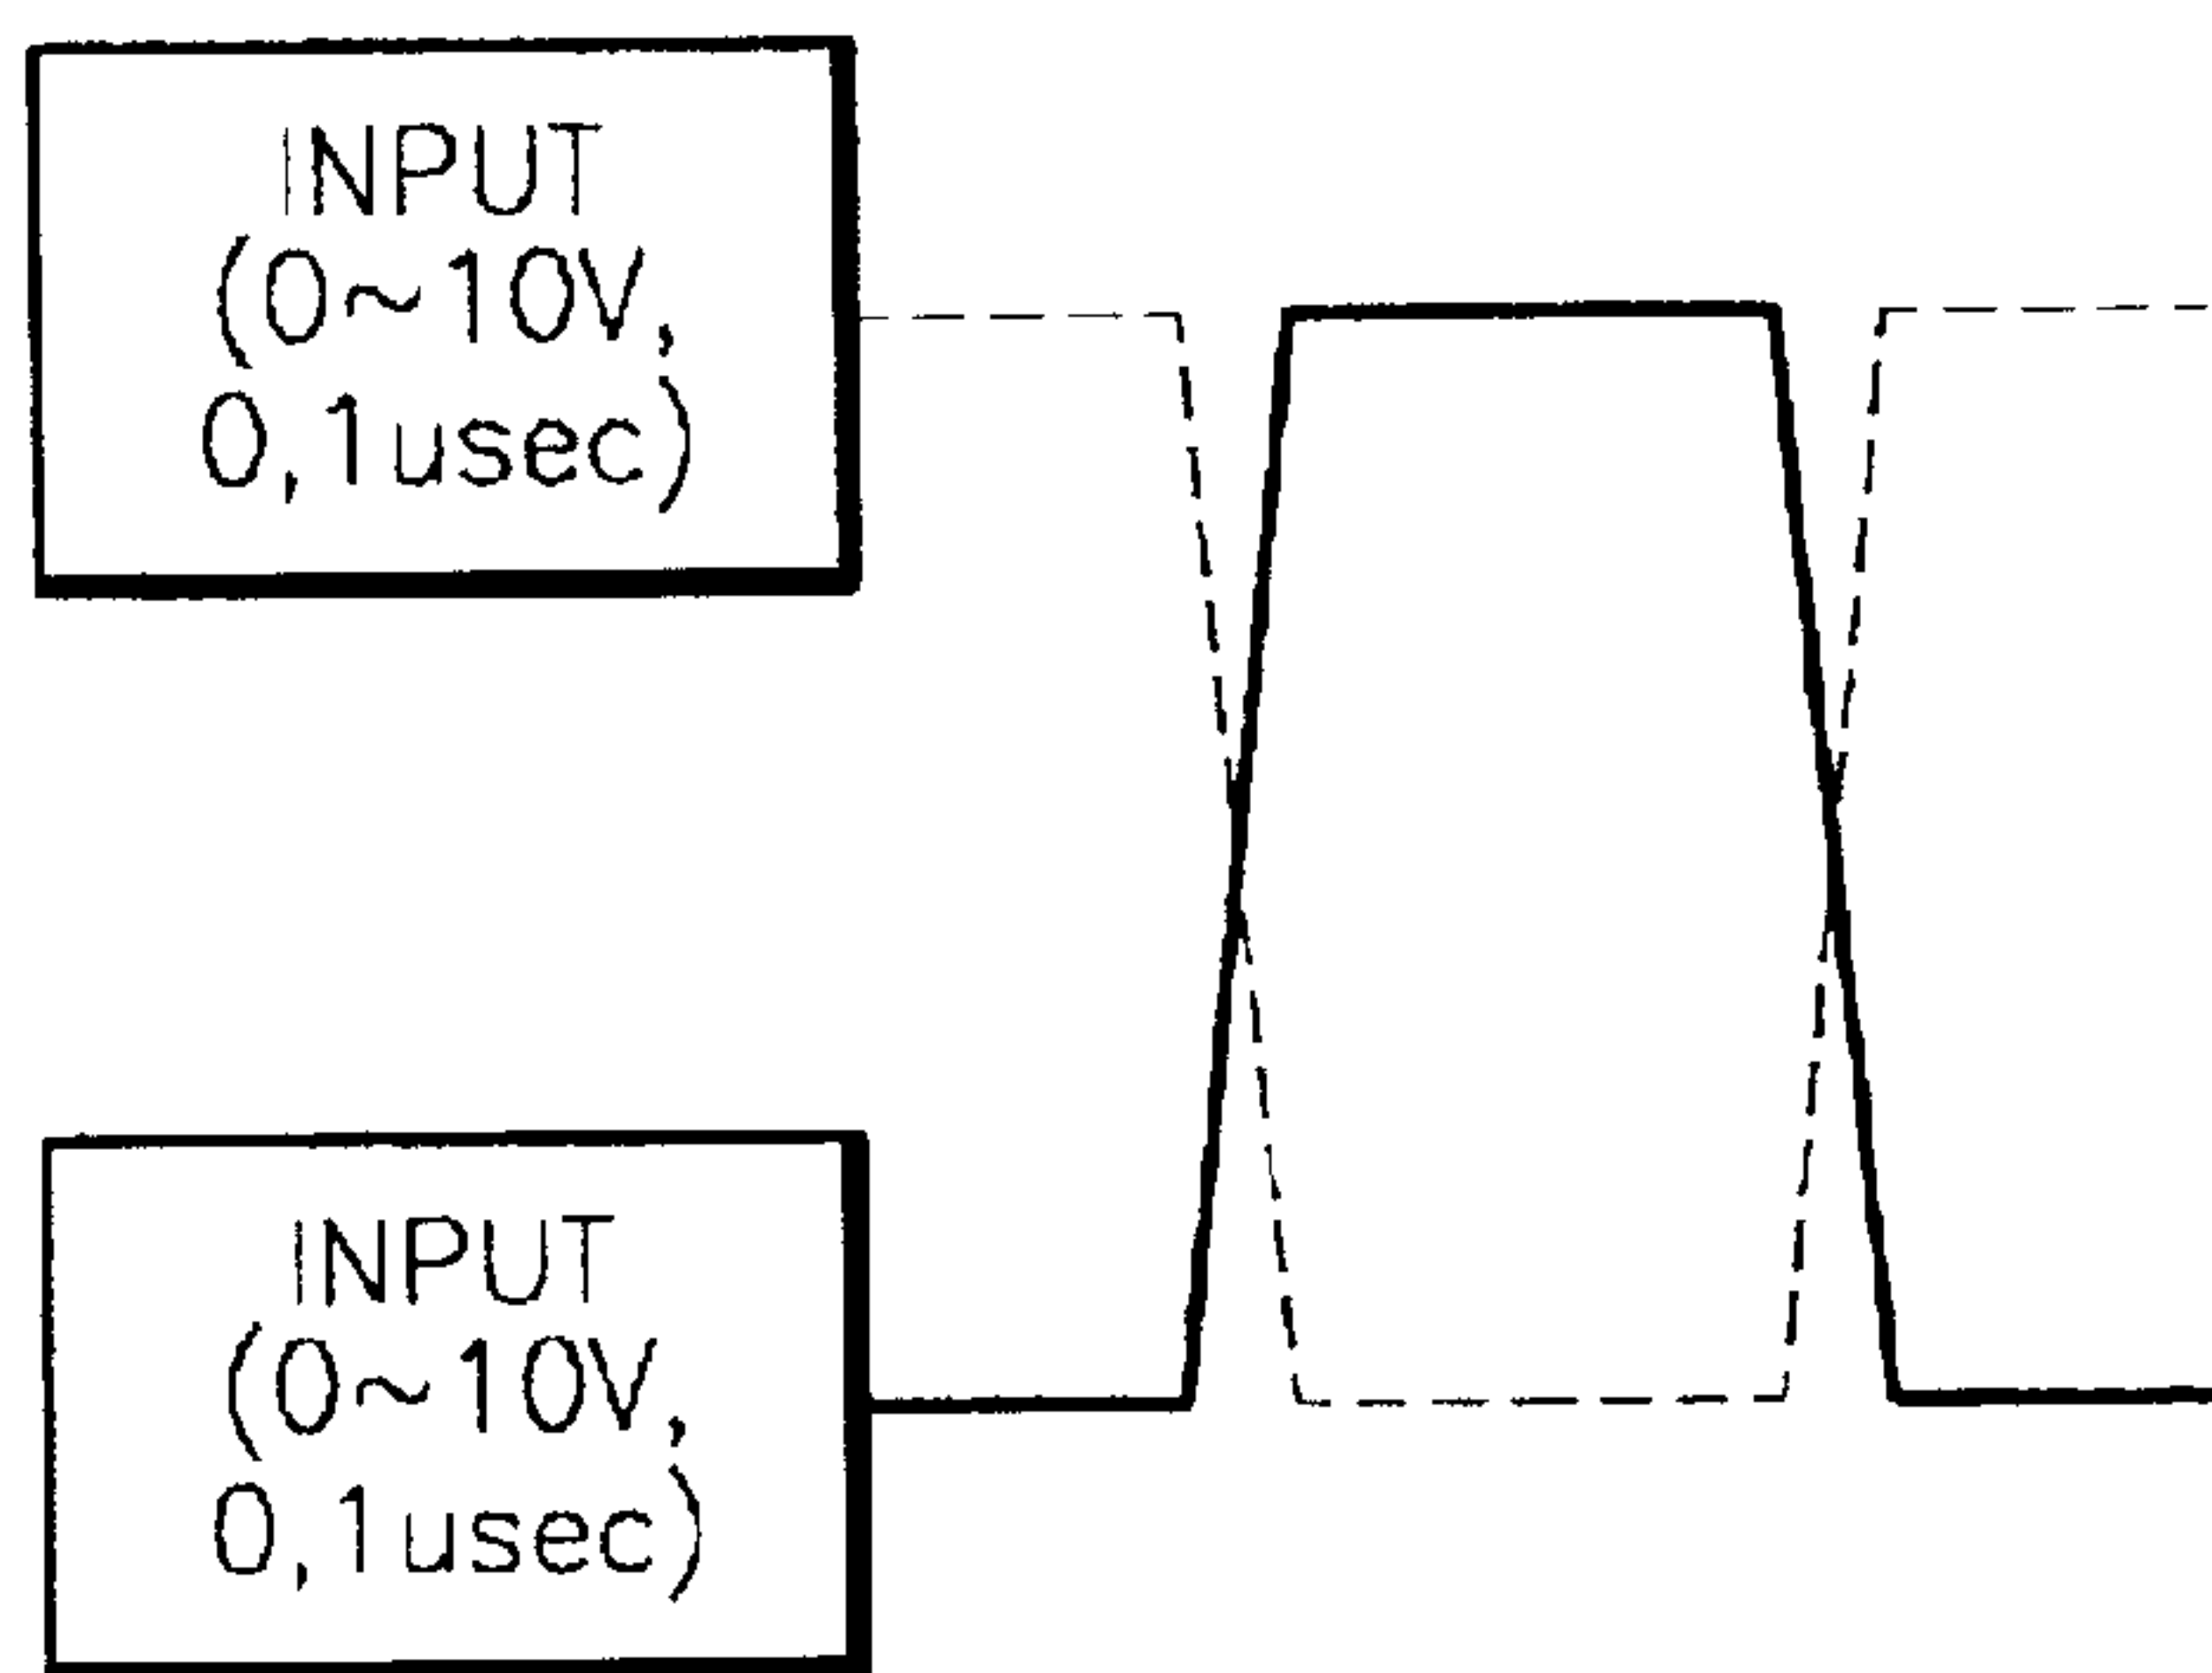 INPUT
(0~10V,
0,1usec)
INPUT
(0~10V,
0,1usec)